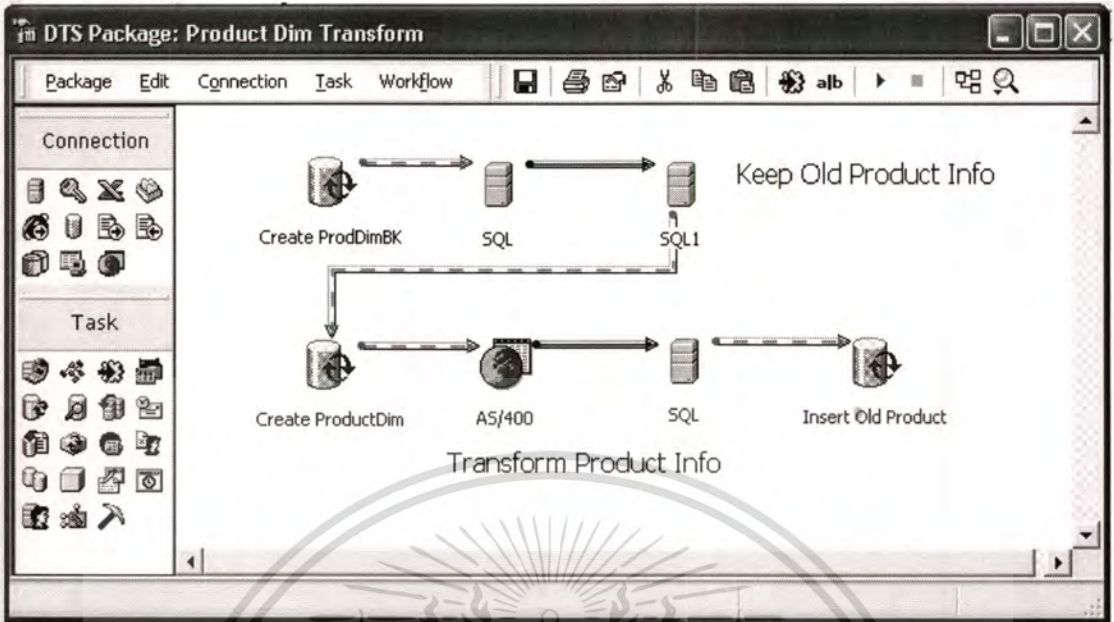 DTS Package: Product Dim Transform
Package Edit Connection Task Workflow
a|b
Connection
Task
Keep Old Product Info
Create ProdDimBK
SQL
SQL1
Create ProductDim
AS/400
SQL
Insert Old Product
Transform Product Info